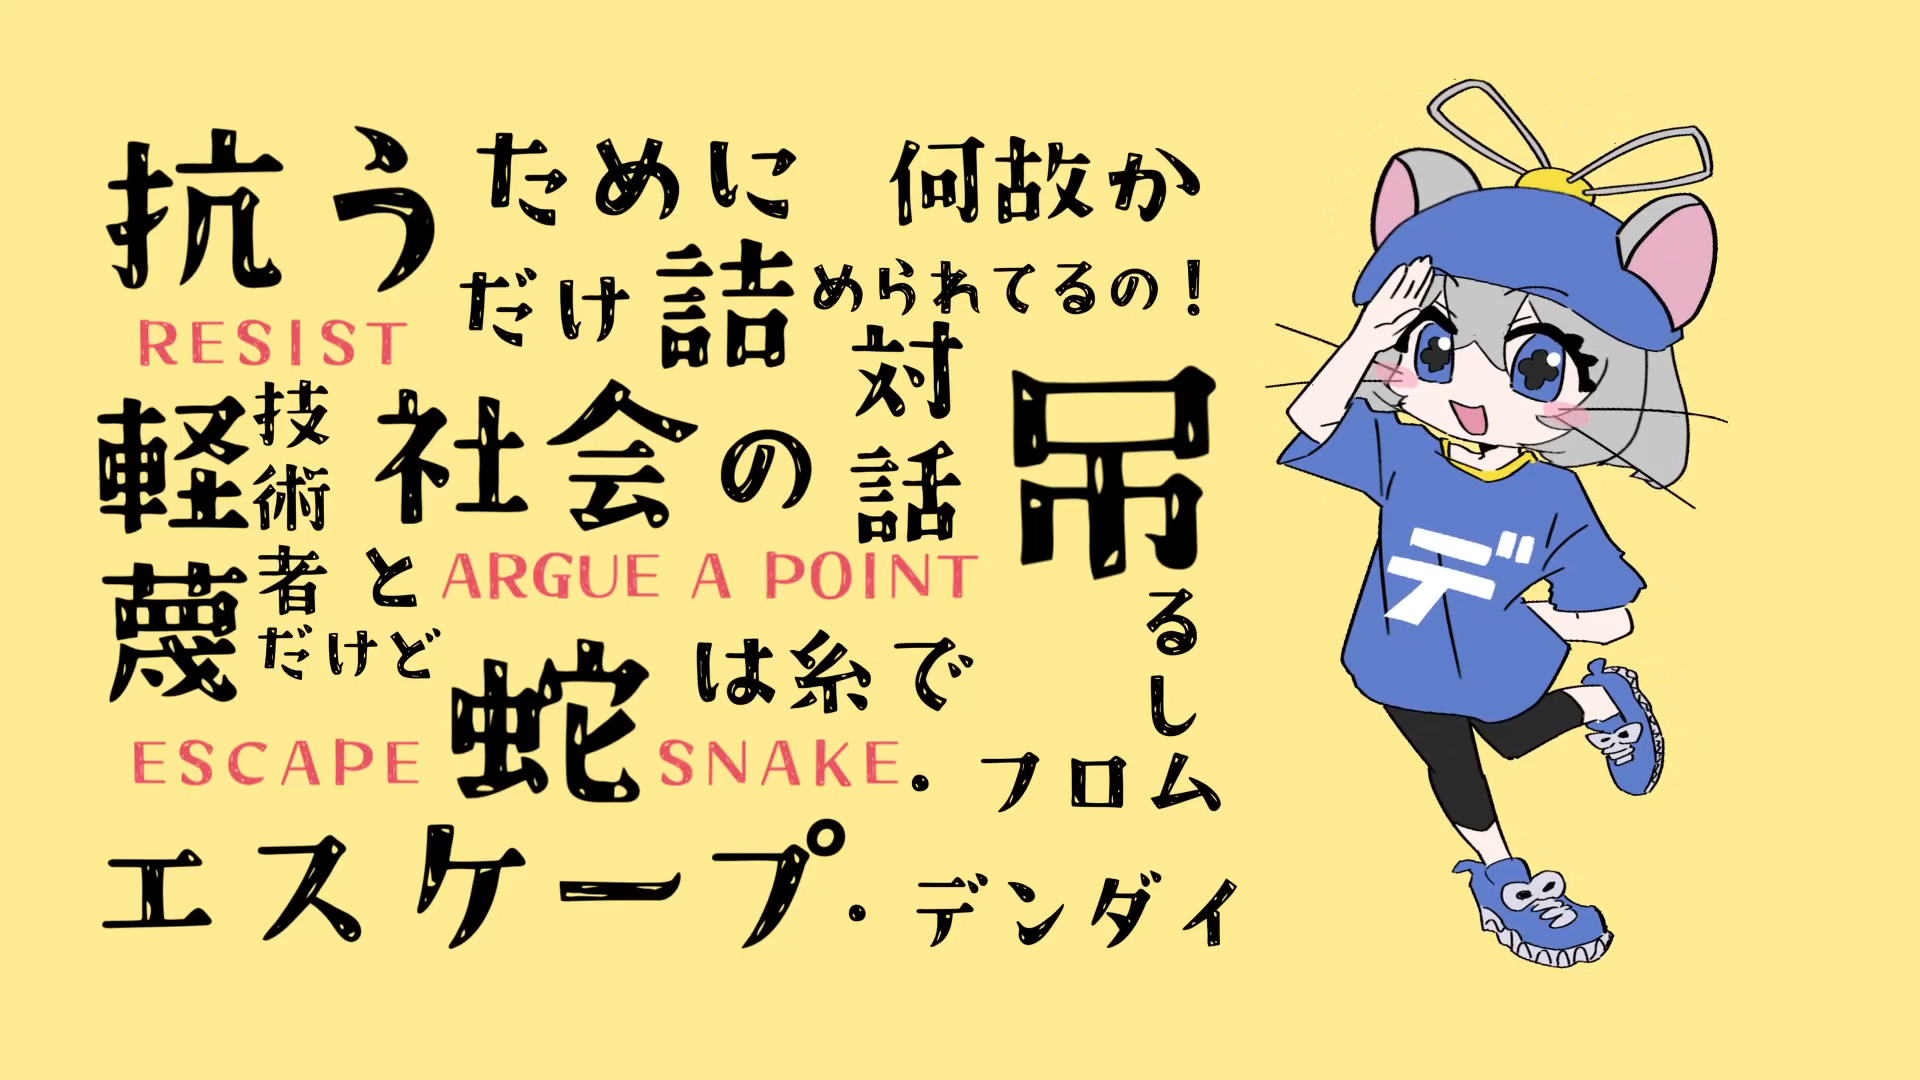 抗うために 何故か
だけ詰められてるの！
RESIST
軽蔑
技術者だけど
社会との対話
ARGUE A POINT
蛇は糸で吊るし
ESCAPE SNAKE.
フロム
エスケープ・デンダイ
デ